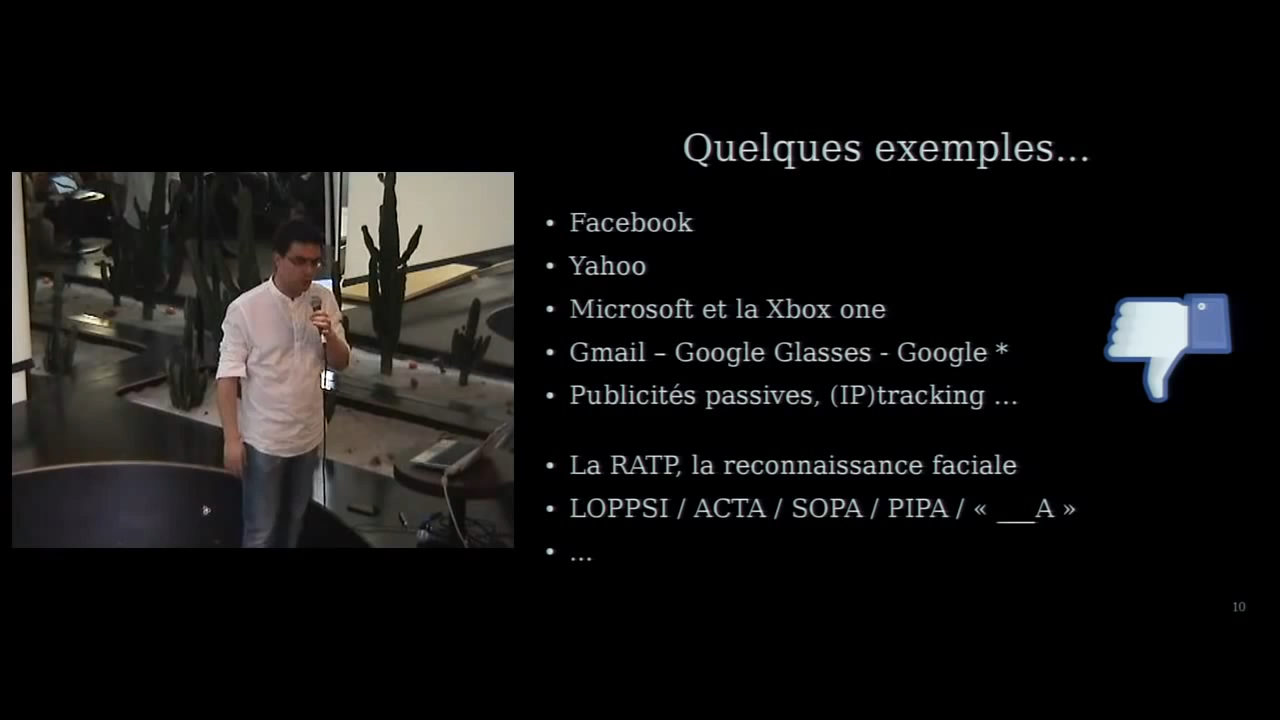 Quelques exemples...
• Facebook
• Yahoo
• Microsoft et la Xbox one
• Gmail – Google Glasses - Google *
• Publicités passives, (IP)tracking ...
• La RATP, la reconnaissance faciale
• LOPPSI / ACTA / SOPA / PIPA / « ___A »
• ...
10